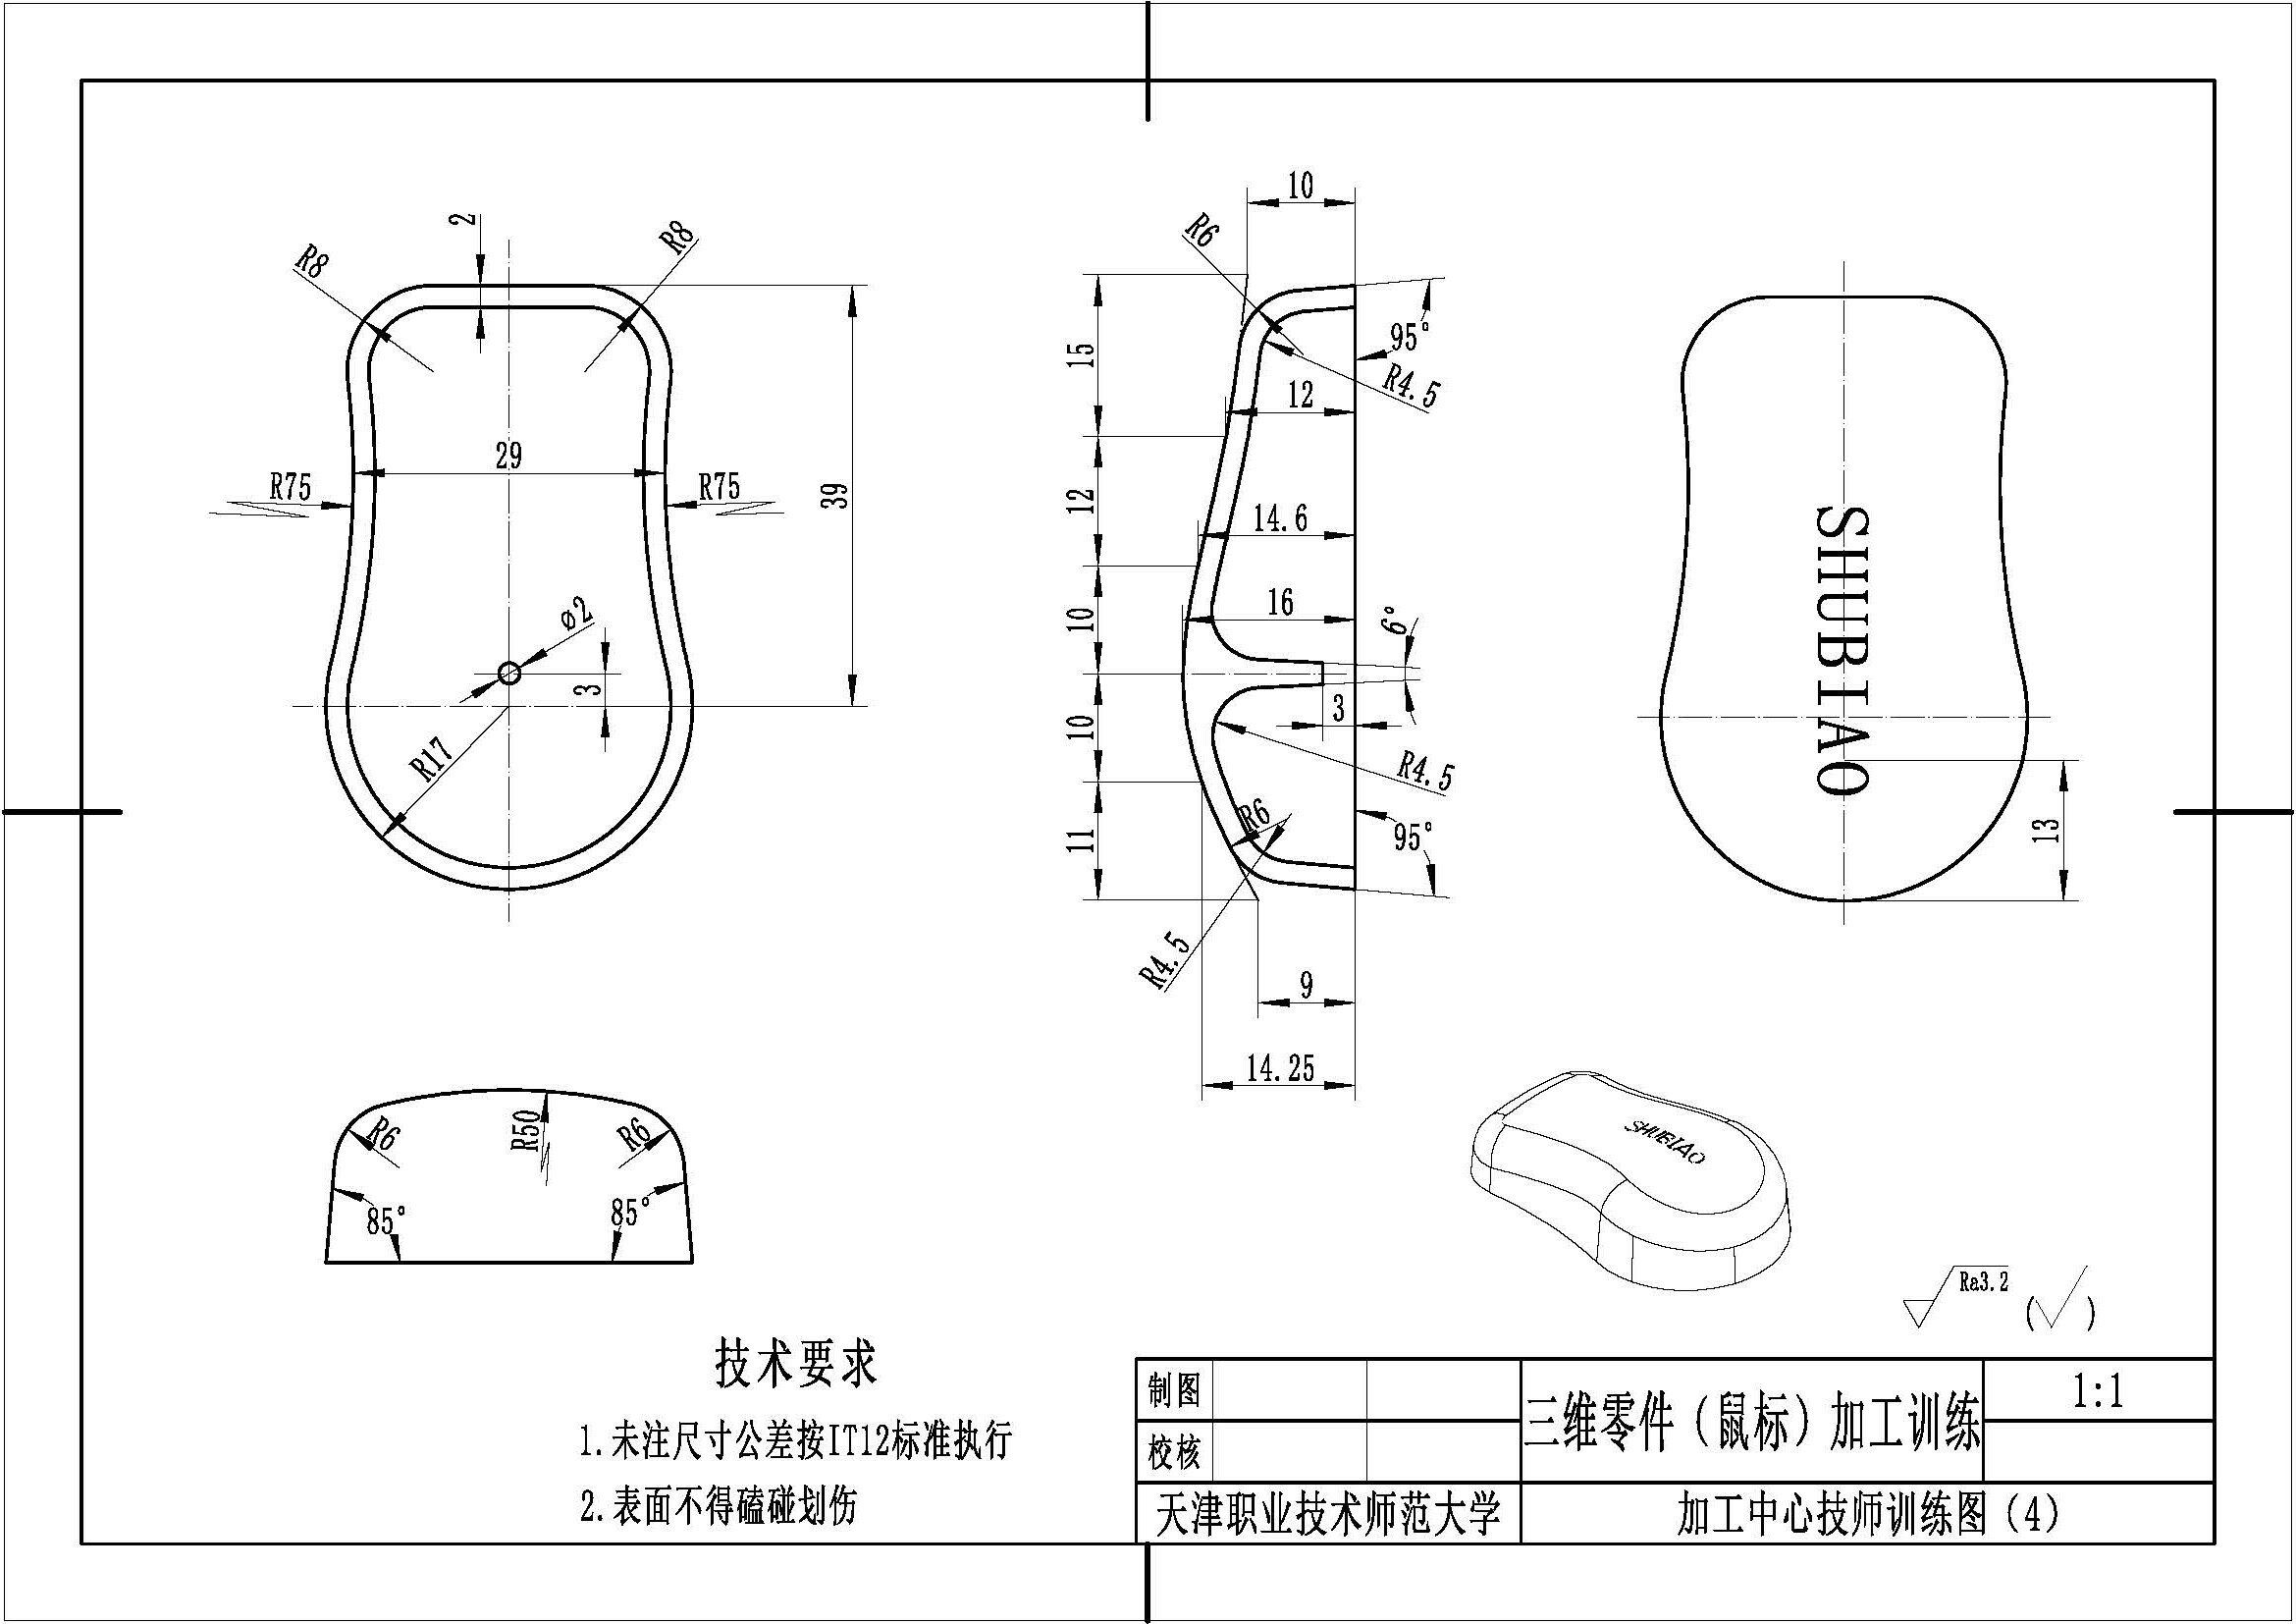 10
R6
2
R8
R8
95°
15
R4.5
12
29
R75
R75
39
12
14.6
SHUBIAO
ø2
3
10
16
6°
3
R17
10
R4.5
11
R6
95°
13
R4.5
9
14.25
R6
R50
R6
85°
85°
SHUBIAO
Ra3.2
( )
技术要求
1.未注尺寸公差按IT12标准执行
2.表面不得磕碰划伤
制图
校核
三维零件（鼠标）加工训练
1:1
天津职业技术师范大学
加工中心技师训练图（4）